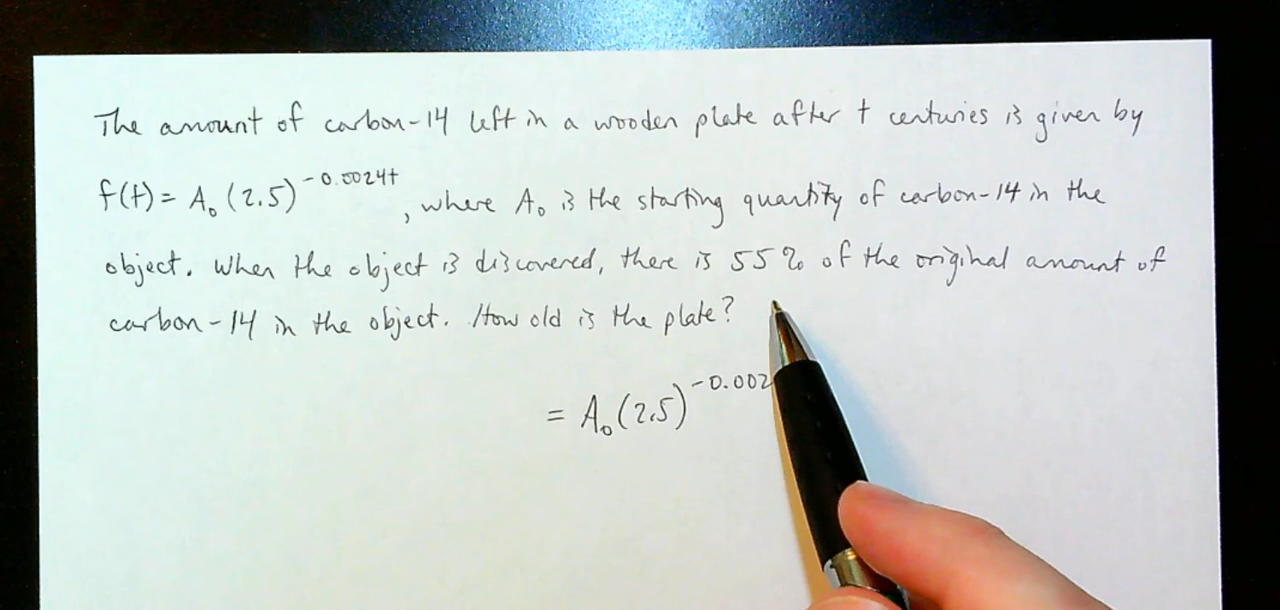 The amount of carbon-14 left in a wooden plate after t centuries is given by
f(t) = A₀(2.5)^-0.0024t, where A₀ is the starting quantity of carbon-14 in the
object. When the object is discovered, there is 55% of the original amount of
carbon-14 in the object. How old is the plate?
= A₀(2.5)^-0.002